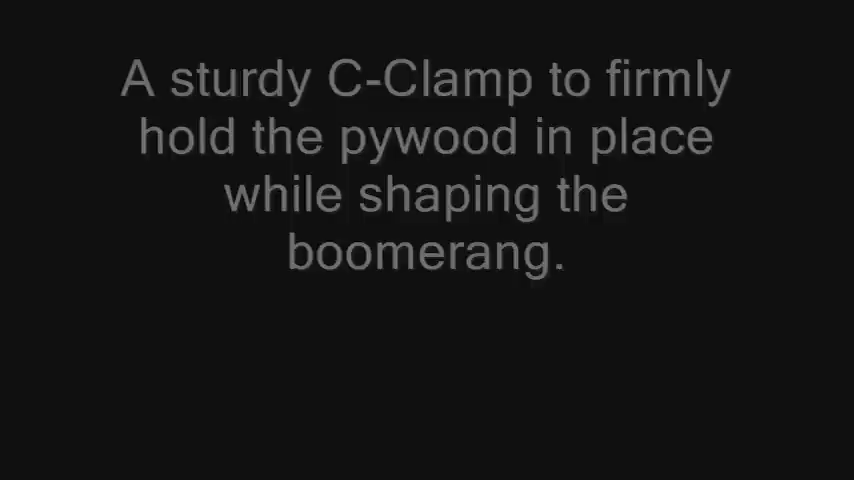 A sturdy C-Clamp to firmly
hold the pywood in place
while shaping the
boomerang.